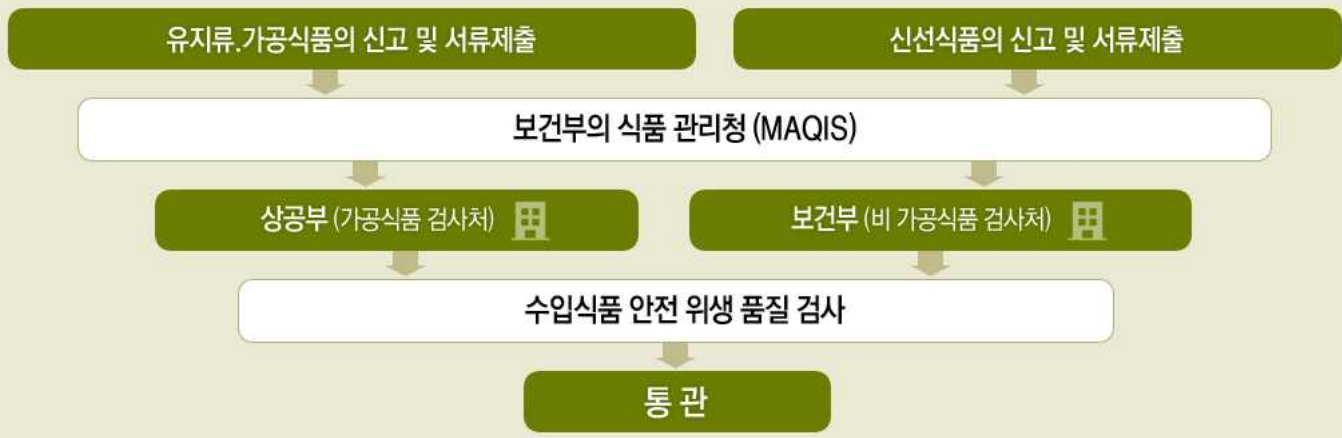 유지류.가공식품의 신고 및 서류제출
신선식품의 신고 및 서류제출
보건부의 식품 관리청 (MAQIS)
상공부 (가공식품 검사처)
보건부 (비 가공식품 검사처)
수입식품 안전 위생 품질 검사
통 관